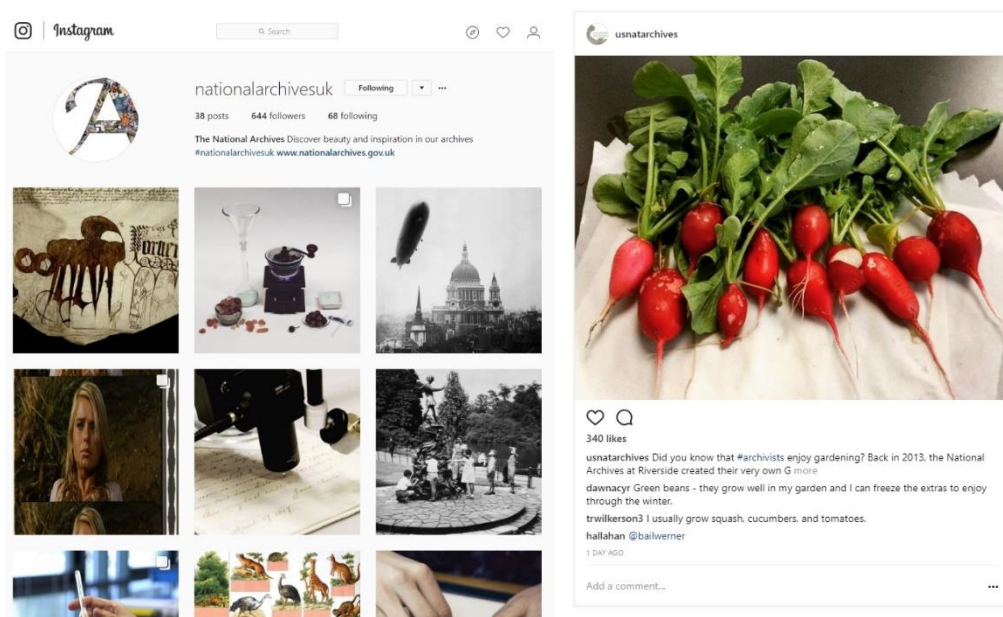 Instagram
Search
nationalarchivesuk Following ▼ •••
38 posts 644 followers 68 following
The National Archives Discover beauty and inspiration in our archives
#nationalarchivesuk www.nationalarchives.gov.uk
usnatarchives
340 likes
usnatarchives Did you know that #archivists enjoy gardening? Back in 2013, the National
Archives at Riverside created their very own G more
dawnacyr Green beans - they grow well in my garden and I can freeze the extras to enjoy
through the winter.
trwilkerson3 I usually grow squash, cucumbers, and tomatoes.
hallahan @bailwerner
1 DAY AGO
Add a comment... •••